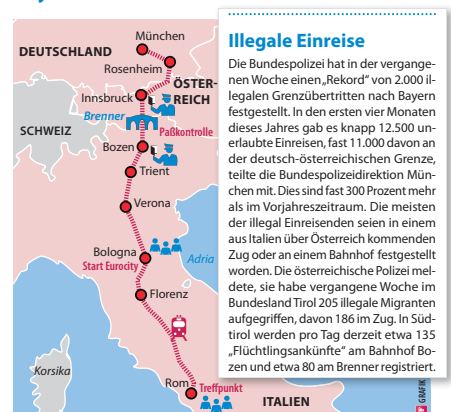 München
DEUTSCHLAND
Rosenheim
ÖSTER-
REICH
Innsbruck
Brenner
Paßkontrolle
SCHWEIZ
Bozen
Trient
Verona
Bologna
Start Eurocity
Adria
Florenz
Korsika
Rom
Treffpunkt
ITALIEN
GRAFIK
Illegale Einreise
Die Bundespolizei hat in der vergange-
nen Woche einen „Rekord“ von 2.000 il-
legalen Grenzübertritten nach Bayern
festgestellt. In den ersten vier Monaten
dieses Jahres gab es knapp 12.500 un-
erlaubte Einreisen, fast 11.000 davon an
der deutsch-österreichischen Grenze,
teilte die Bundespolizeidirektion Mün-
chen mit. Dies sind fast 300 Prozent mehr
als im Vorjahreszeitraum. Die meisten
der illegal Einreisenden seien in einem
aus Italien über Österreich kommenden
Zug oder an einem Bahnhof festgestellt
worden. Die österreichische Polizei mel-
dete, sie habe vergangene Woche im
Bundesland Tirol 205 illegale Migranten
aufgegriffen, davon 186 im Zug. In Süd-
tirol werden pro Tag derzeit etwa 135
„Flüchtlingsankünfte“ am Bahnhof Bo-
zen und etwa 80 am Brenner registriert.